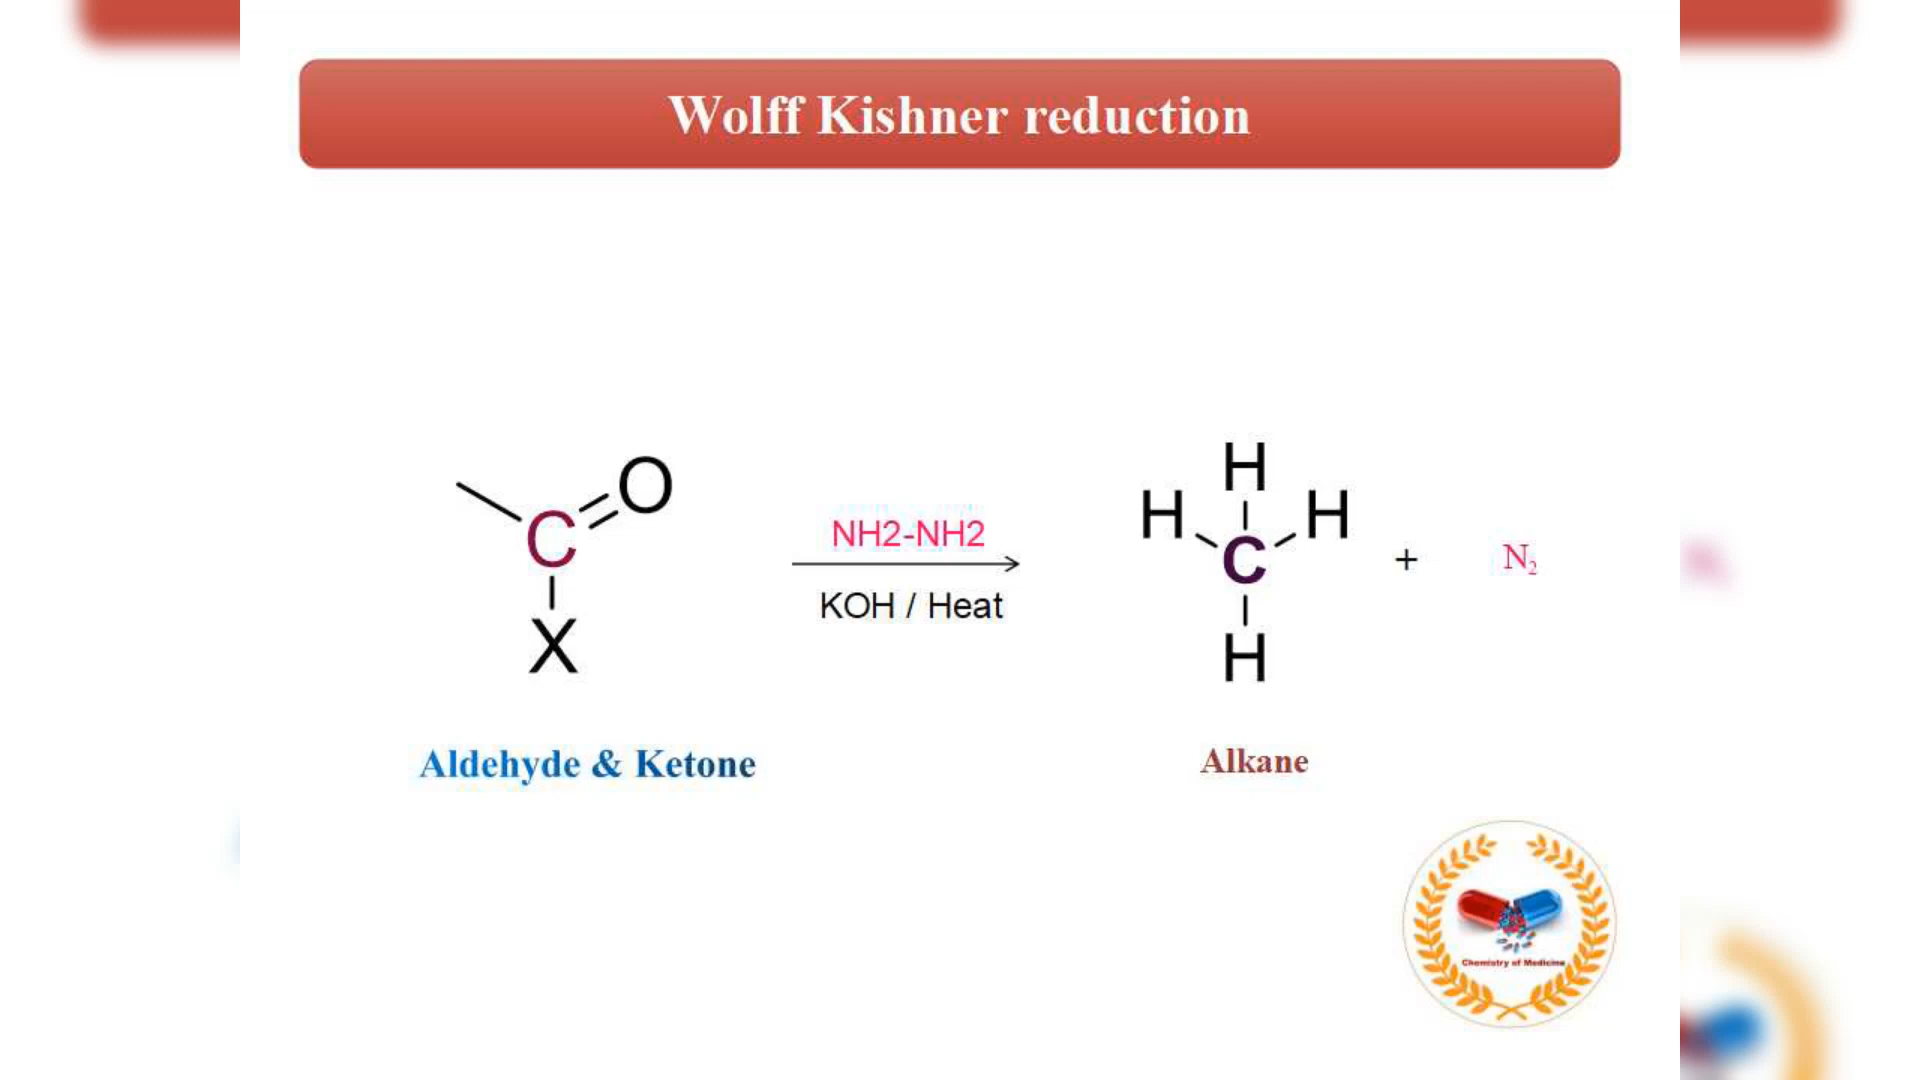 Wolff Kishner reduction
O
C
X
NH2-NH2
KOH / Heat
H
H H
C
H
+ N₂
Aldehyde & Ketone
Alkane
Chemistry of Medicine